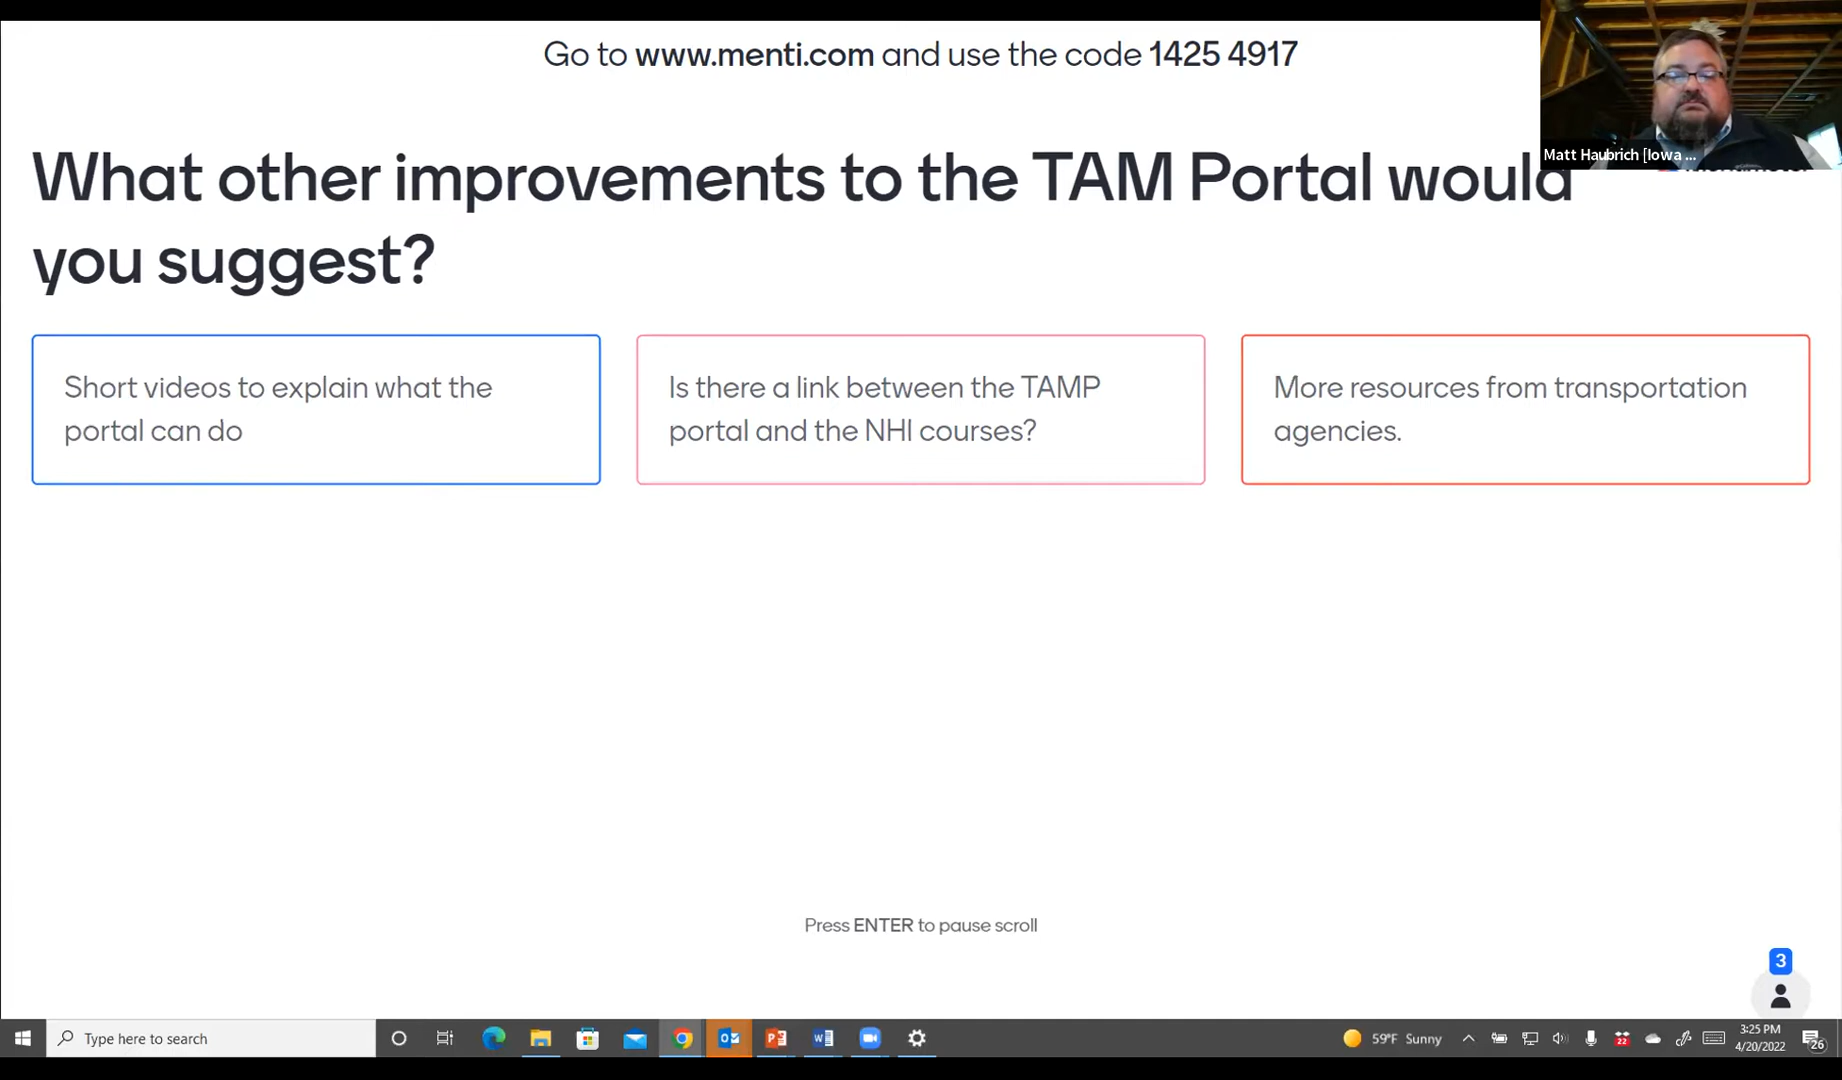 Go to www.menti.com and use the code 1425 4917
Matt Haubrich [Iowa ...
What other improvements to the TAM Portal would
you suggest?
Short videos to explain what the
portal can do
Is there a link between the TAMP
portal and the NHI courses?
More resources from transportation
agencies.
Press ENTER to pause scroll
3
Type here to search
59°F Sunny
22
3:25 PM
4/20/2022
26